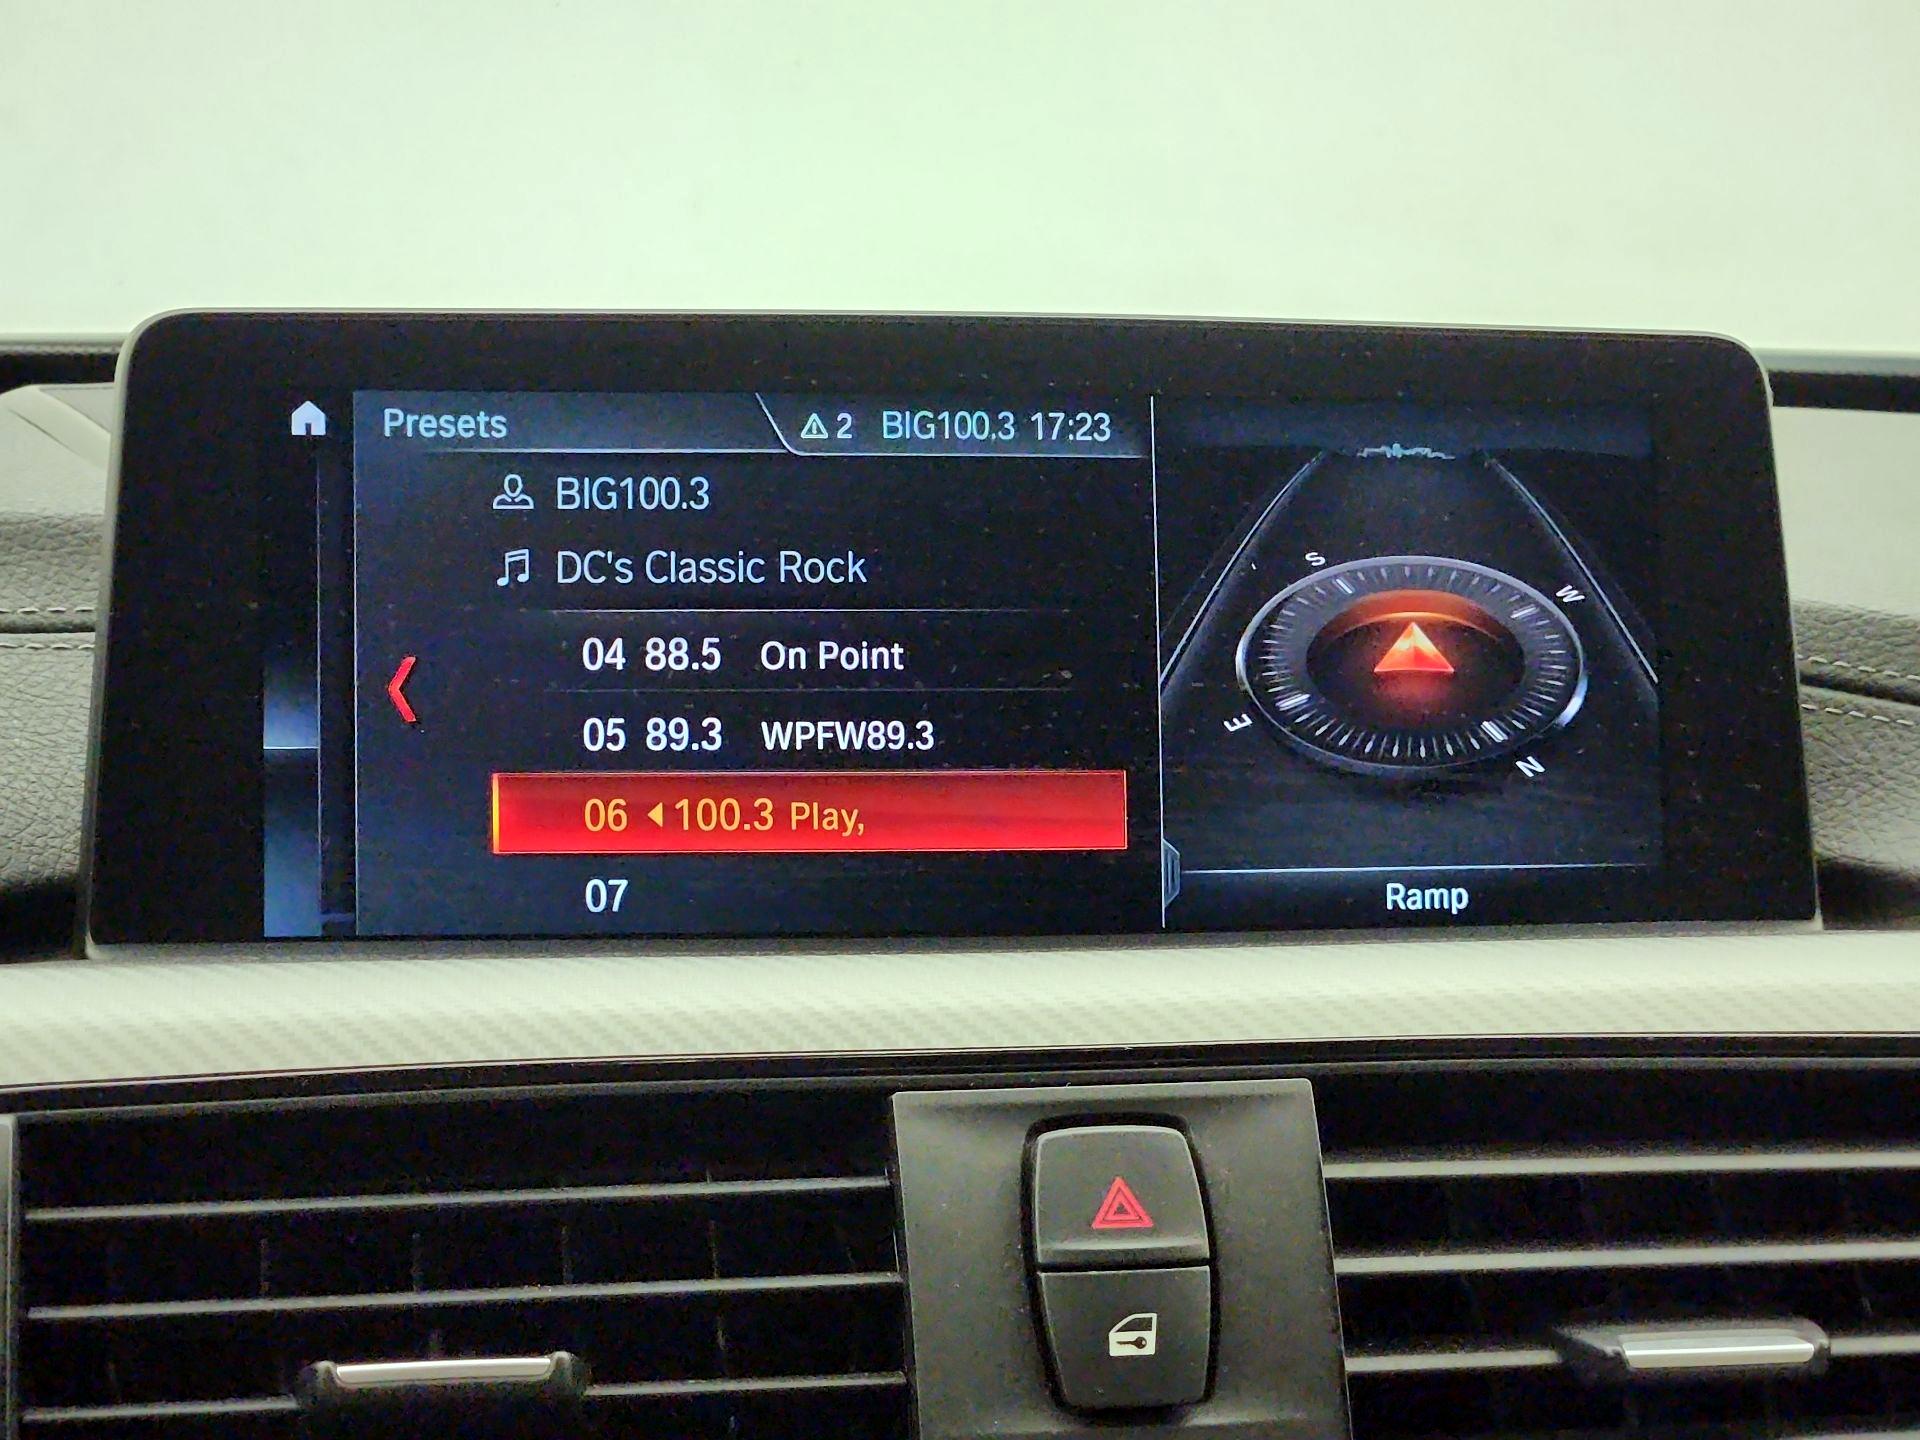 Presets
2 BIG100.3 17:23
BIG100.3
DC's Classic Rock
04 88.5 On Point
05 89.3 WPFW89.3
06 ◄100.3 Play,
07
S
W
E
N
Ramp